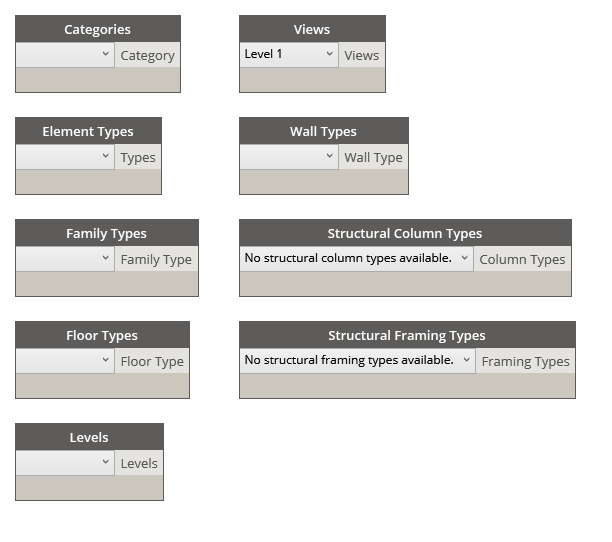 Categories
Category
Views
Level 1 Views
Element Types
Types
Wall Types
Wall Type
Family Types
Family Type
Structural Column Types
No structural column types available. Column Types
Floor Types
Floor Type
Structural Framing Types
No structural framing types available. Framing Types
Levels
Levels